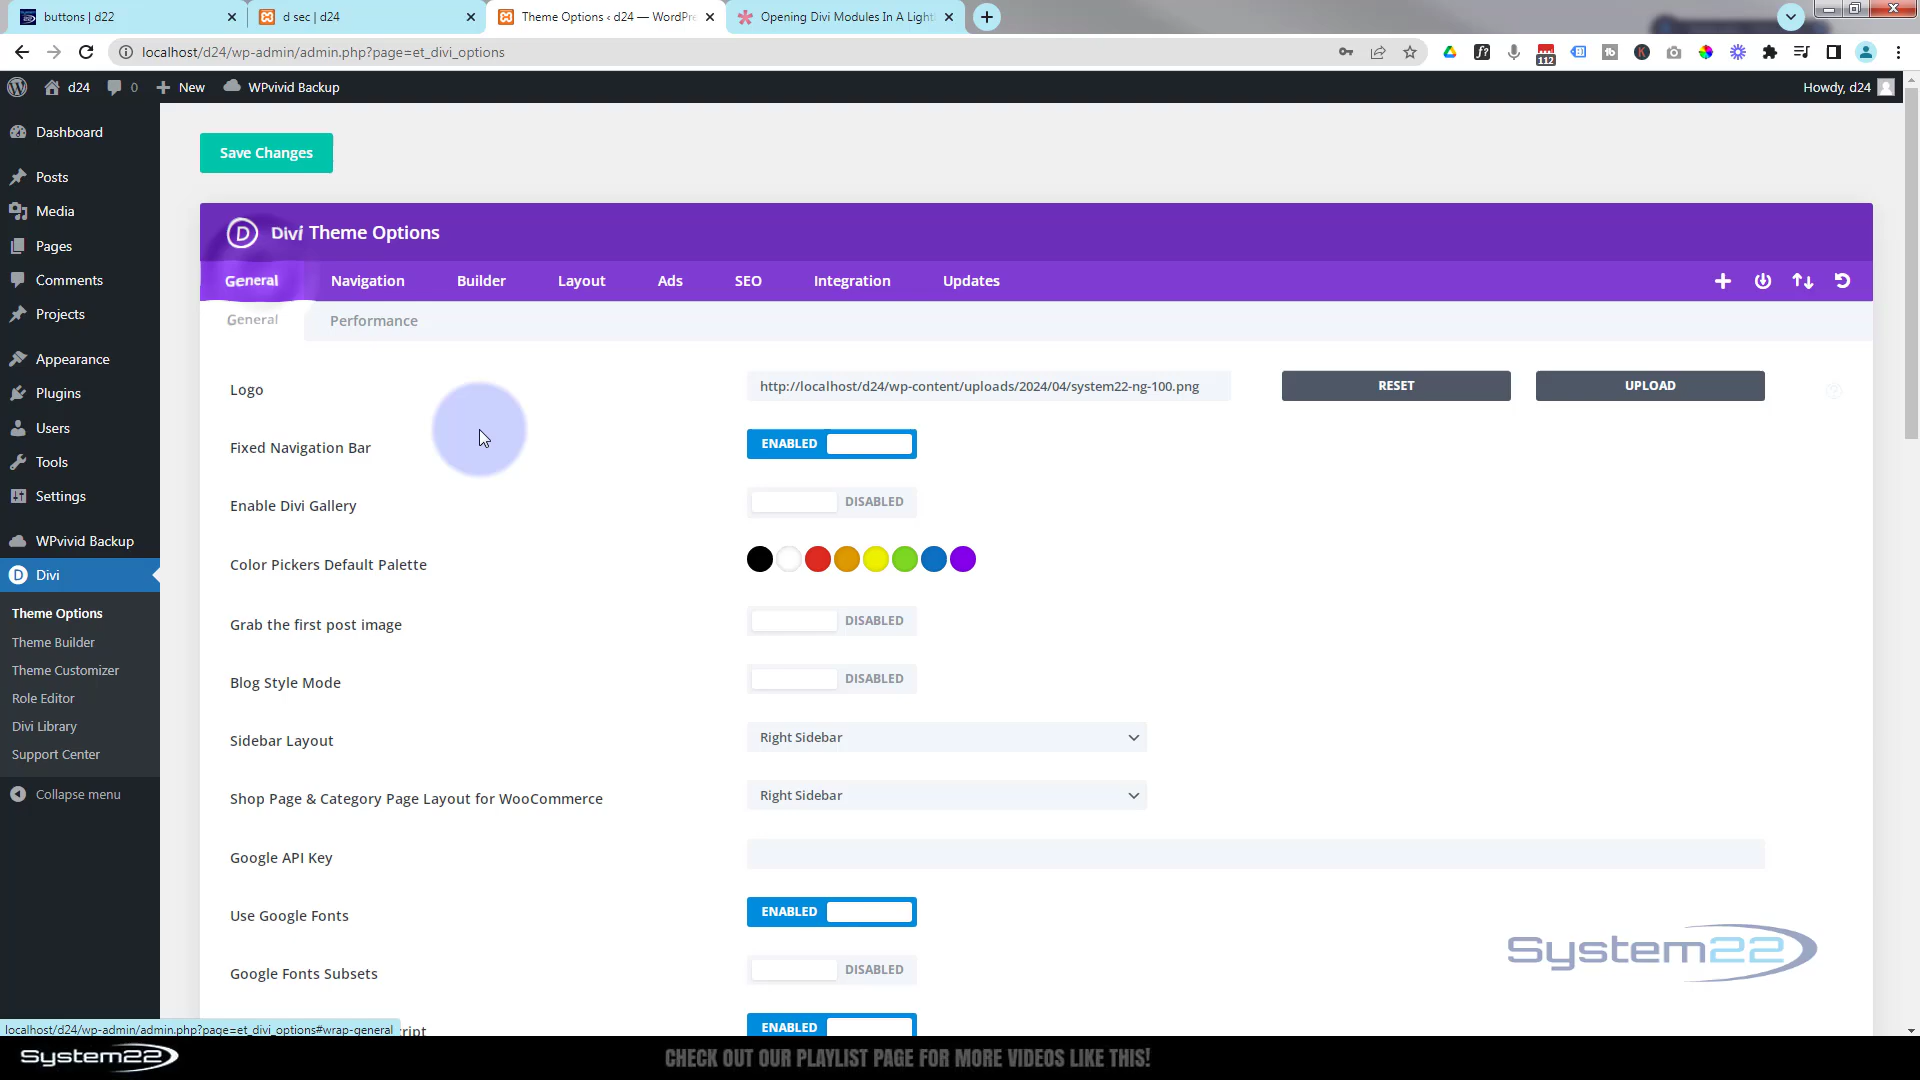 buttons | d22
d sec | d24
Theme Options ‹ d24 — WordPre
Opening Divi Modules In A Light
localhost/d24/wp-admin/admin.php?page=et_divi_options
112
d24
0
New
WPvivid Backup
Howdy, d24
Dashboard
Posts
Media
Pages
Comments
Projects
Appearance
Plugins
Users
Tools
Settings
WPvivid Backup
Divi
Theme Options
Theme Builder
Theme Customizer
Role Editor
Divi Library
Support Center
Collapse menu
Save Changes
D Divi Theme Options
General
Navigation
Builder
Layout
Ads
SEO
Integration
Updates
General
Performance
Logo
http://localhost/d24/wp-content/uploads/2024/04/system22-ng-100.png
RESET
UPLOAD
Fixed Navigation Bar
ENABLED
Enable Divi Gallery
DISABLED
Color Pickers Default Palette
Grab the first post image
DISABLED
Blog Style Mode
DISABLED
Sidebar Layout
Right Sidebar
Shop Page & Category Page Layout for WooCommerce
Right Sidebar
Google API Key
Use Google Fonts
ENABLED
Google Fonts Subsets
DISABLED
ript
ENABLED
System22
localhost/d24/wp-admin/admin.php?page=et_divi_options#wrap-general
System22
CHECK OUT OUR PLAYLIST PAGE FOR MORE VIDEOS LIKE THIS!